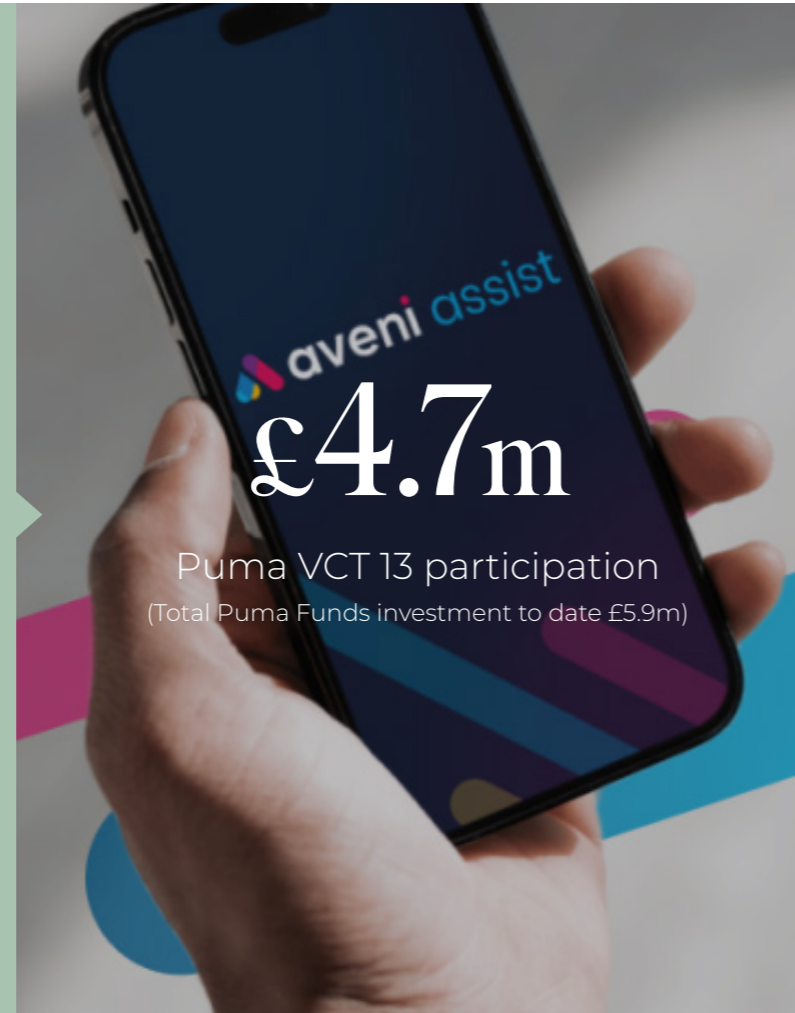 aveni assist
£4.7m
Puma VCT 13 participation
(Total Puma Funds investment to date £5.9m)